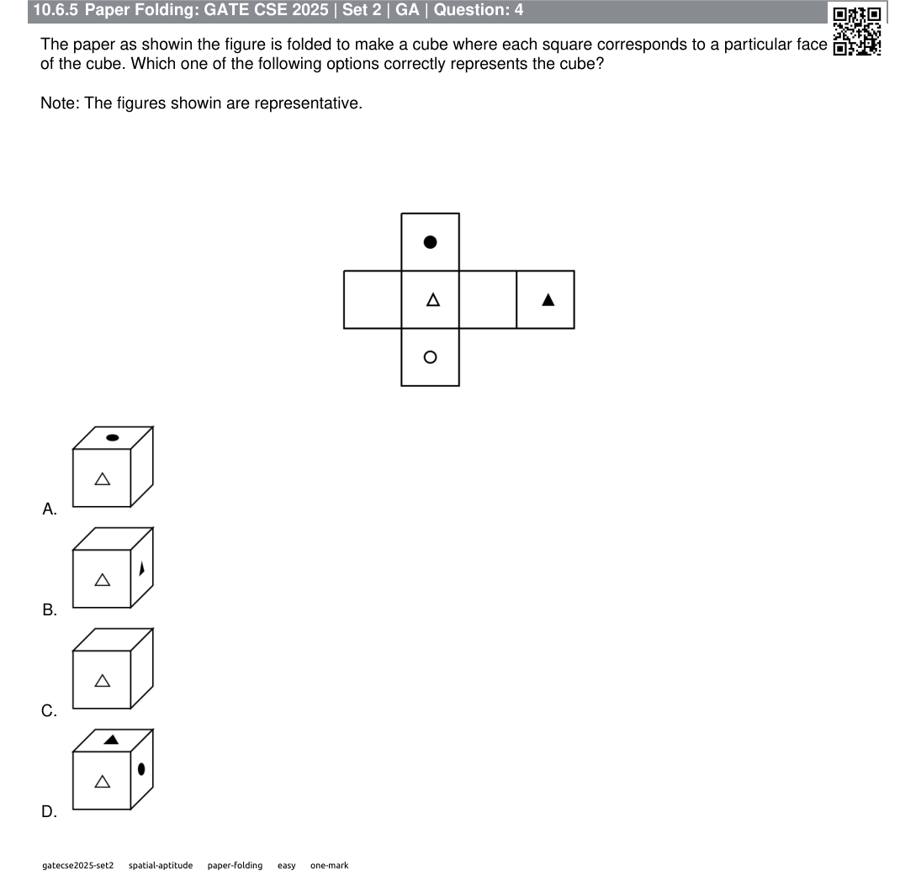 10.6.5 Paper Folding: GATE CSE 2025 | Set 2 | GA | Question: 4
The paper as showin the figure is folded to make a cube where each square corresponds to a particular face
of the cube. Which one of the following options correctly represents the cube?
Note: The figures showin are representative.
A.
B.
C.
D.
gatecse2025-set2 spatial-aptitude paper-folding easy one-mark